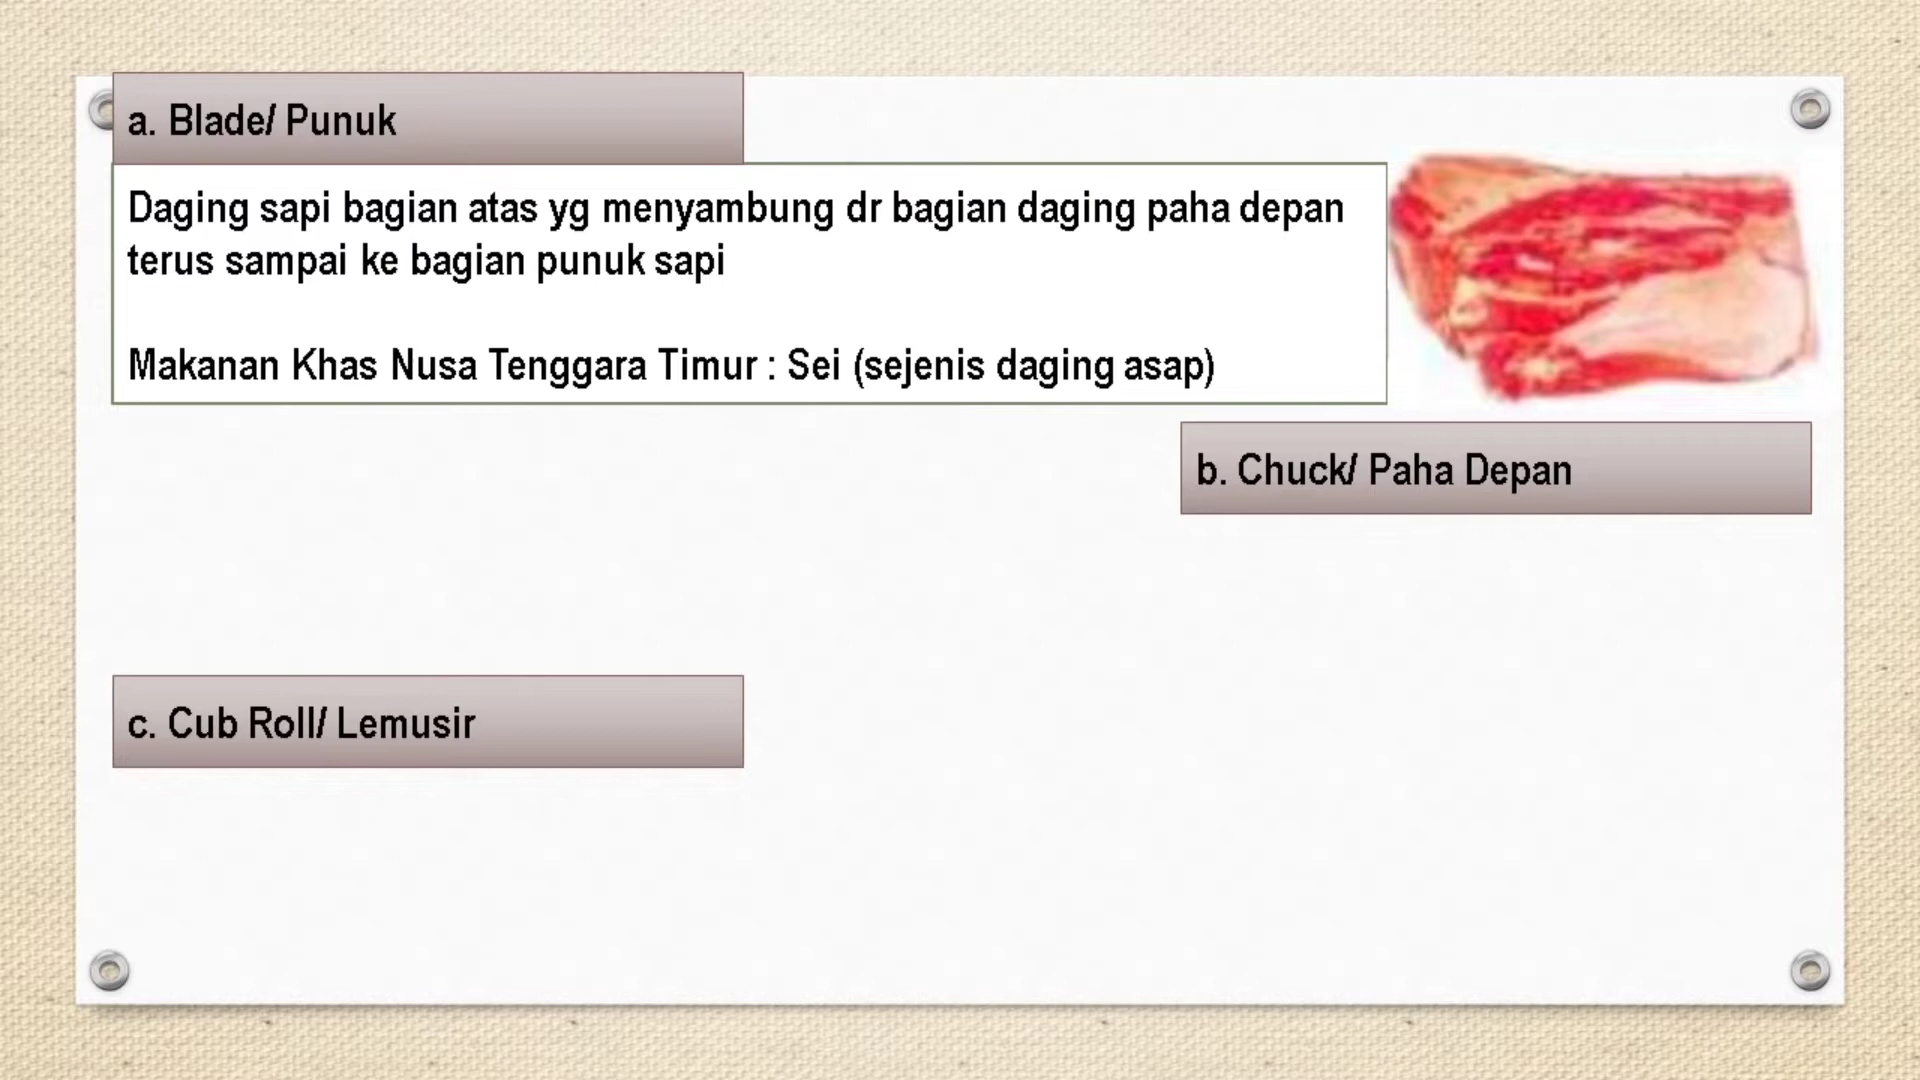 a. Blade/ Punuk
Daging sapi bagian atas yg menyambung dr bagian daging paha depan
terus sampai ke bagian punuk sapi
Makanan Khas Nusa Tenggara Timur : Sei (sejenis daging asap)
b. Chuck/ Paha Depan
c. Cub Roll/ Lemusir